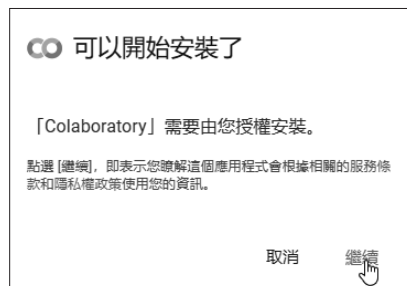 CO 可以開始安裝了
「Colaboratory」需要由您授權安裝。
點選 [繼續]，即表示您瞭解這個應用程式會根據相關的服務條
款和隱私權政策使用您的資訊。
取消 繼續